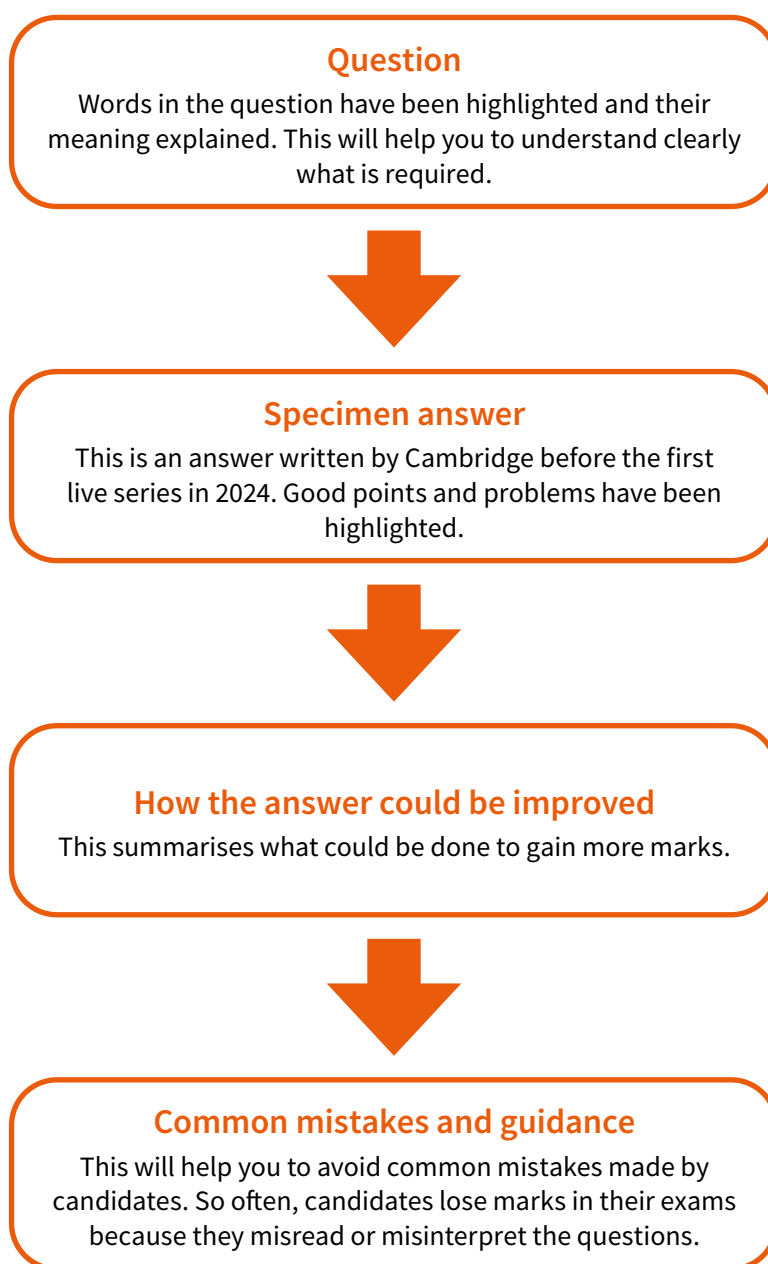 Question
Words in the question have been highlighted and their
meaning explained. This will help you to understand clearly
what is required.
Specimen answer
This is an answer written by Cambridge before the first
live series in 2024. Good points and problems have been
highlighted.
How the answer could be improved
This summarises what could be done to gain more marks.
Common mistakes and guidance
This will help you to avoid common mistakes made by
candidates. So often, candidates lose marks in their exams
because they misread or misinterpret the questions.